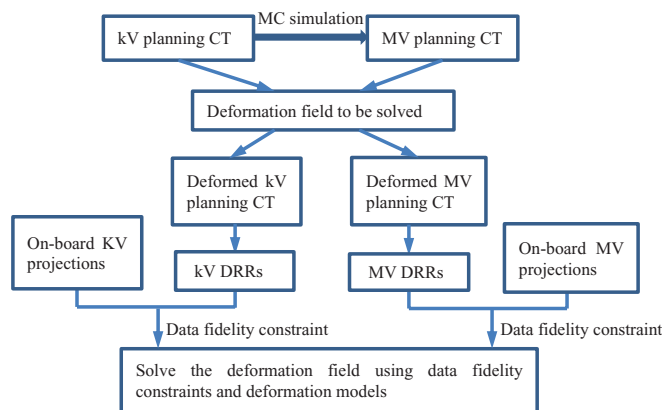 MC simulation
kV planning CT
MV planning CT
Deformation field to be solved
Deformed kV
planning CT
Deformed MV
planning CT
On-board KV
projections
kV DRRs
MV DRRs
On-board MV
projections
Data fidelity constraint
Data fidelity constraint
Solve the deformation field using data fidelity
constraints and deformation models